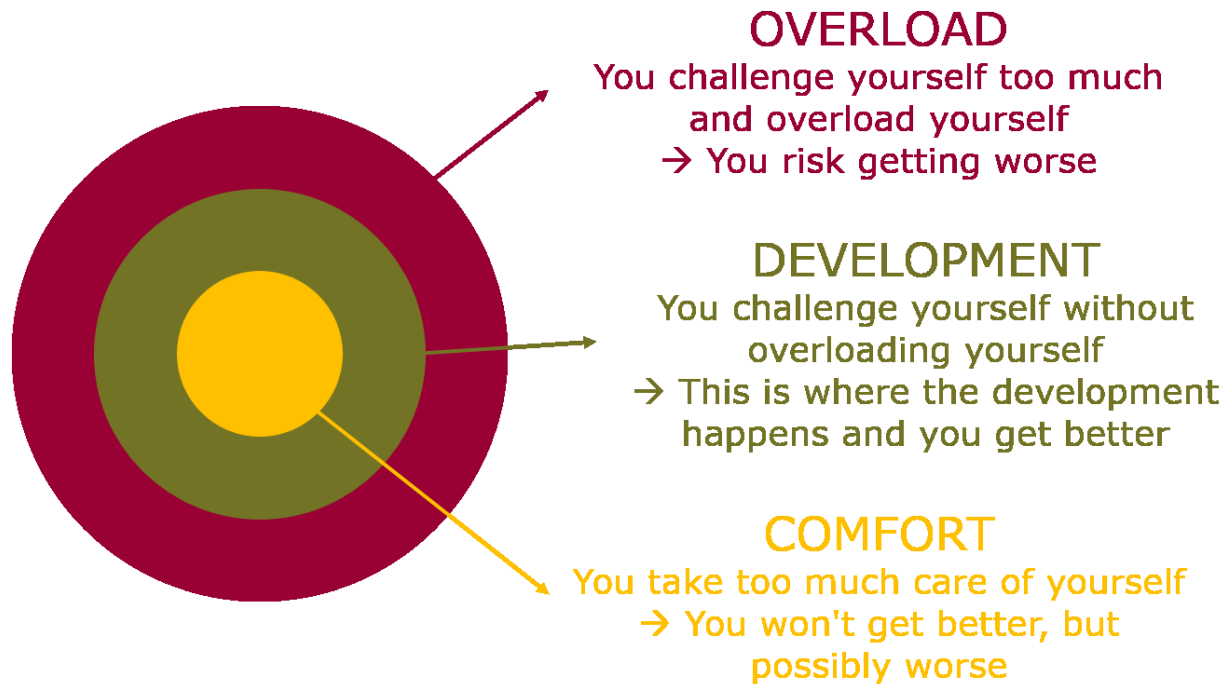 OVERLOAD
You challenge yourself too much
and overload yourself
→ You risk getting worse
DEVELOPMENT
You challenge yourself without
overloading yourself
→ This is where the development
happens and you get better
COMFORT
You take too much care of yourself
→ You won't get better, but
possibly worse